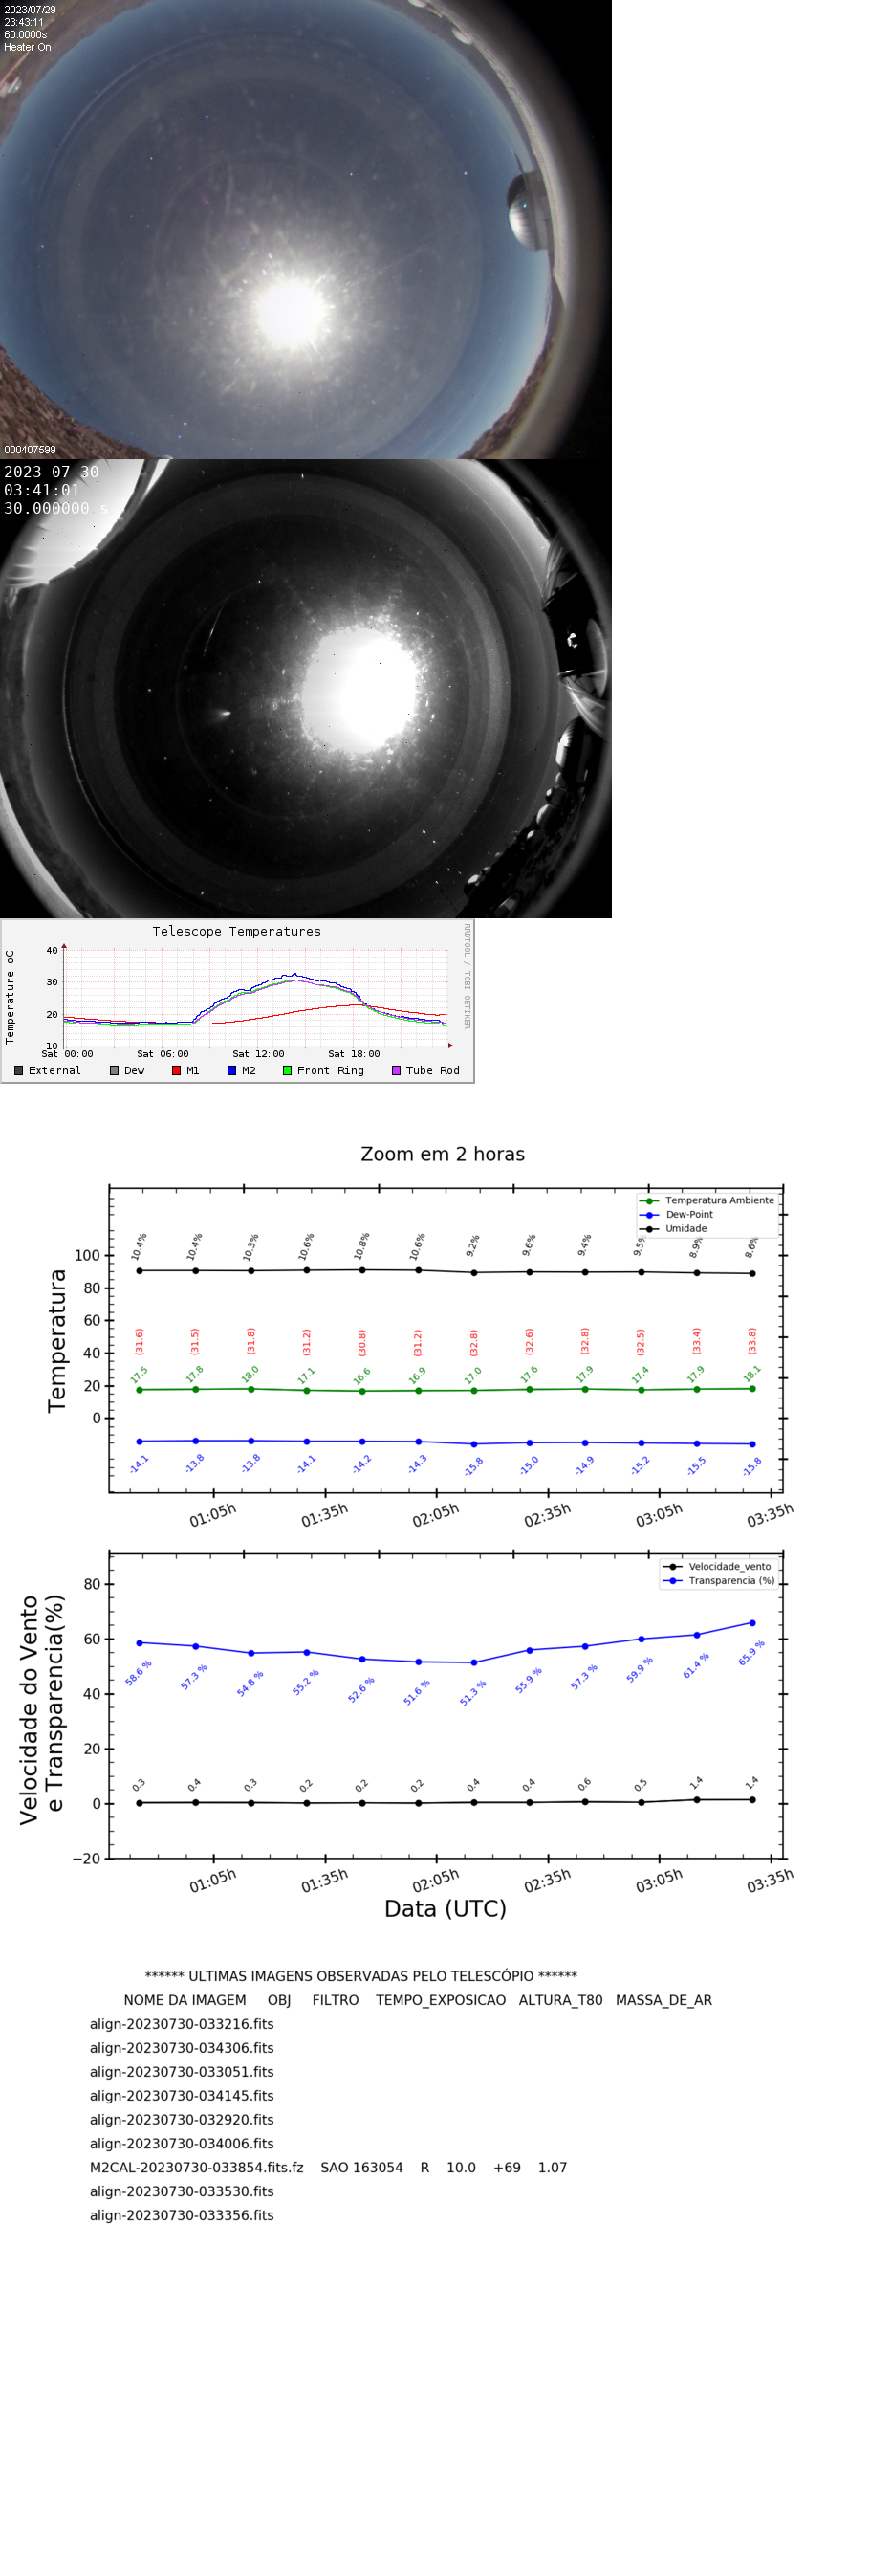 2023/07/29
23:43:11
60.0000s
Heater On
000407599
2023-07-30
03:41:01
30.000000 s
Telescope Temperatures
Temperature oC
RRDTOOL / TOBI OETIKER
40
30
20
10
Sat 00:00 Sat 06:00 Sat 12:00 Sat 18:00
External Dew M1 M2 Front Ring Tube Rod
Zoom em 2 horas
Temperatura Ambiente
Dew-Point
Umidade
Temperatura
100
80
60
40
20
0
10.4% 10.4% 10.3% 10.6% 10.8% 10.6% 9.2% 9.6% 9.4% 9.5% 8.9% 8.6%
(31.6) (31.5) (31.8) (31.2) (30.8) (31.2) (32.8) (32.6) (32.8) (32.5) (33.4) (33.8)
17.5 17.8 18.0 17.1 16.6 16.9 17.0 17.6 17.9 17.4 17.9 18.1
-14.1 -13.8 -13.8 -14.1 -14.2 -14.3 -15.8 -15.0 -14.9 -15.2 -15.5 -15.8
01:05h 01:35h 02:05h 02:35h 03:05h 03:35h
Velocidade_vento
Transparencia (%)
Velocidade do Vento
e Transparencia(%)
80
60
40
20
0
−20
58.6 % 57.3 % 54.8 % 55.2 % 52.6 % 51.6 % 51.3 % 55.9 % 57.3 % 59.9 % 61.4 % 65.9 %
0.3 0.4 0.3 0.2 0.2 0.2 0.4 0.4 0.6 0.5 1.4 1.4
01:05h 01:35h 02:05h 02:35h 03:05h 03:35h
Data (UTC)
****** ULTIMAS IMAGENS OBSERVADAS PELO TELESCÓPIO ******
NOME DA IMAGEM OBJ FILTRO TEMPO_EXPOSICAO ALTURA_T80 MASSA_DE_AR
align-20230730-033216.fits
align-20230730-034306.fits
align-20230730-033051.fits
align-20230730-034145.fits
align-20230730-032920.fits
align-20230730-034006.fits
M2CAL-20230730-033854.fits.fz SAO 163054 R 10.0 +69 1.07
align-20230730-033530.fits
align-20230730-033356.fits